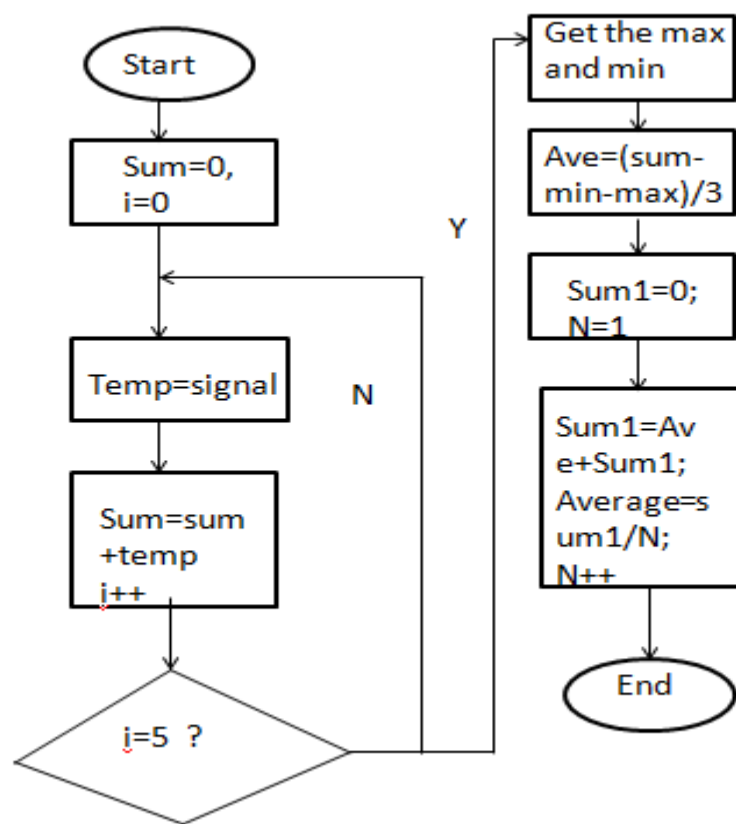 Start
Sum=0,
i=0
Temp=signal
Sum=sum
+temp
i++
i=5 ?
N
Y
Get the max
and min
Ave=(sum-
min-max)/3
Sum1=0;
N=1
Sum1=Av
e+Sum1;
Average=s
um1/N;
N++
End